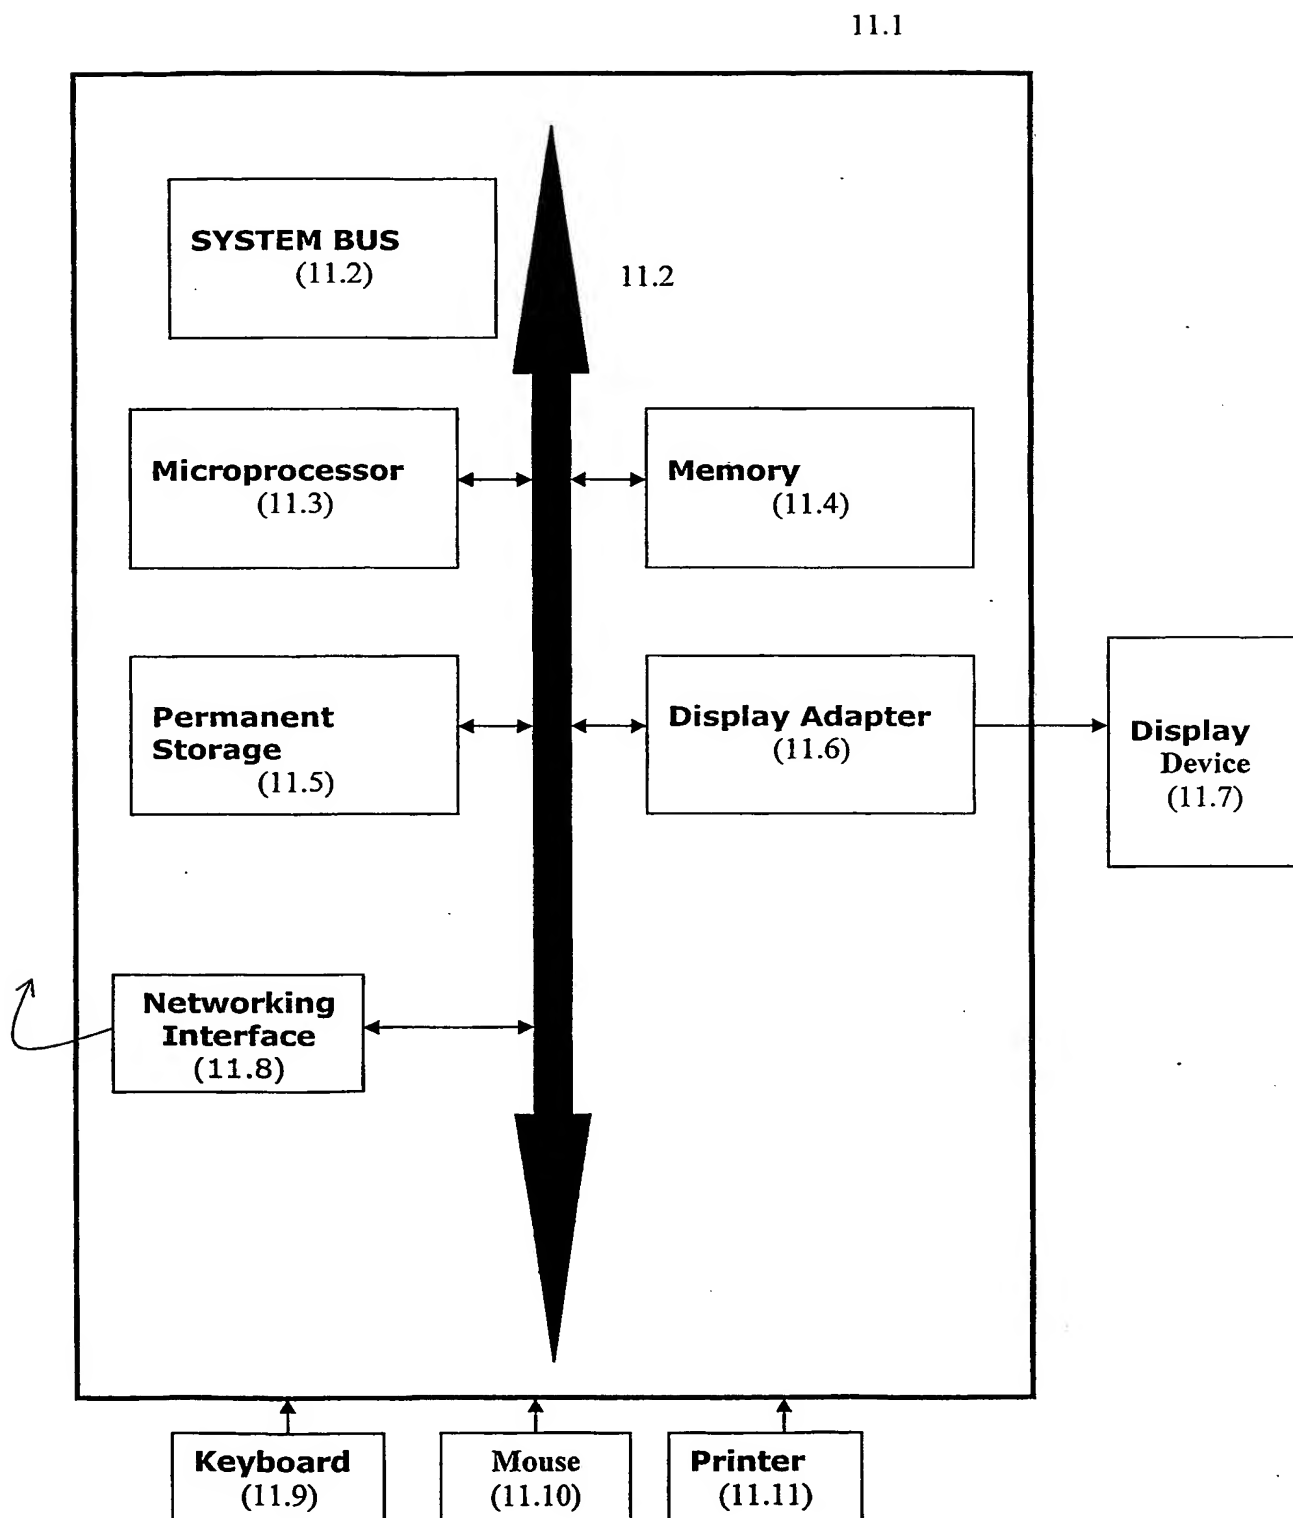 11.1
SYSTEM BUS
(11.2)
11.2
Microprocessor
(11.3)
Memory
(11.4)
Permanent
Storage
(11.5)
Display Adapter
(11.6)
Display
Device
(11.7)
Networking
Interface
(11.8)
Keyboard
(11.9)
Mouse
(11.10)
Printer
(11.11)